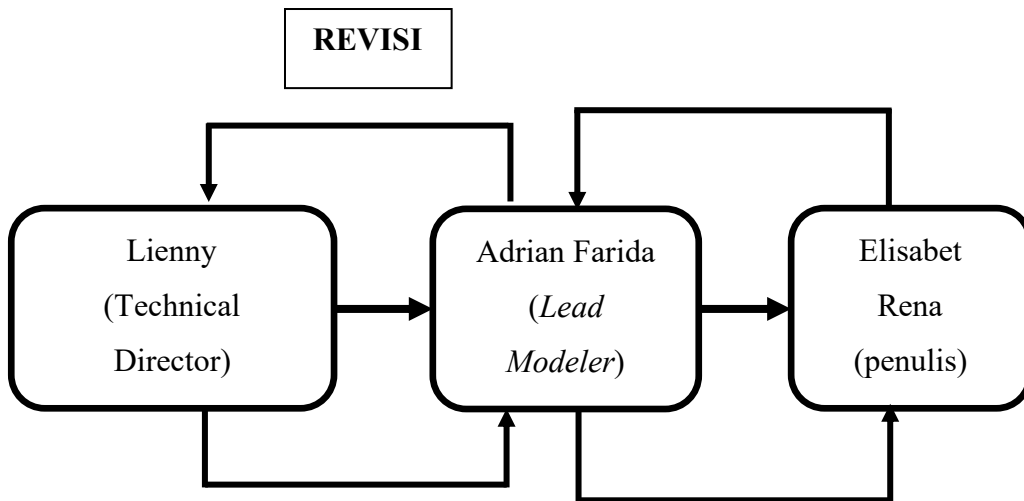 REVISI
Lienny
(Technical
Director)
Adrian Farida
(Lead
Modeler)
Elisabet
Rena
(penulis)